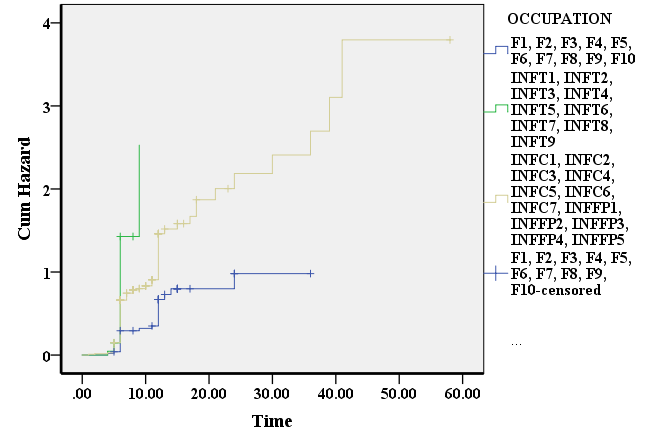 OCCUPATION
F1, F2, F3, F4, F5,
F6, F7, F8, F9, F10
INFT1, INFT2,
INFT3, INFT4,
INFT5, INFT6,
INFT7, INFT8,
INFT9
INFC1, INFC2,
INFC3, INFC4,
INFC5, INFC6,
INFC7, INFFP1,
INFFP2, INFFP3,
INFFP4, INFFP5
F1, F2, F3, F4, F5,
F6, F7, F8, F9,
F10-censored
...
Cum Hazard
4
3
2
1
0
.00 10.00 20.00 30.00 40.00 50.00 60.00
Time